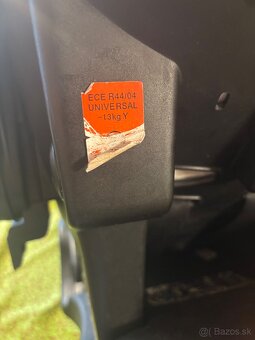 ECE R44/04
UNIVERSAL
-13kg Y
© Bazos.sk